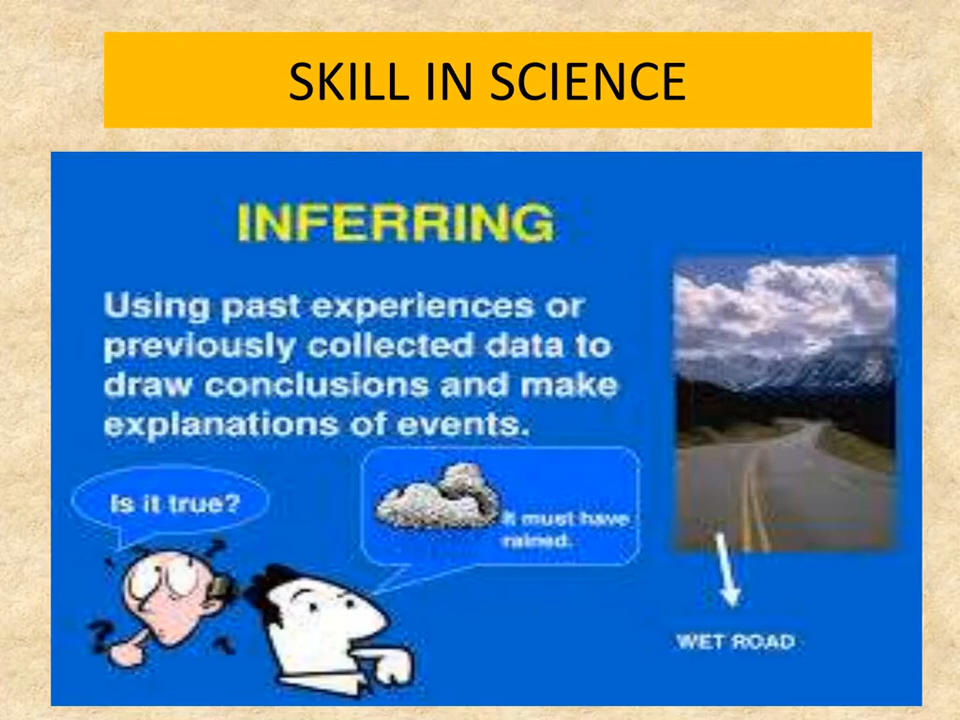 SKILL IN SCIENCE
INFERRING
Using past experiences or
previously collected data to
draw conclusions and make
explanations of events.
Is it true?
It must have
rained.
WET ROAD